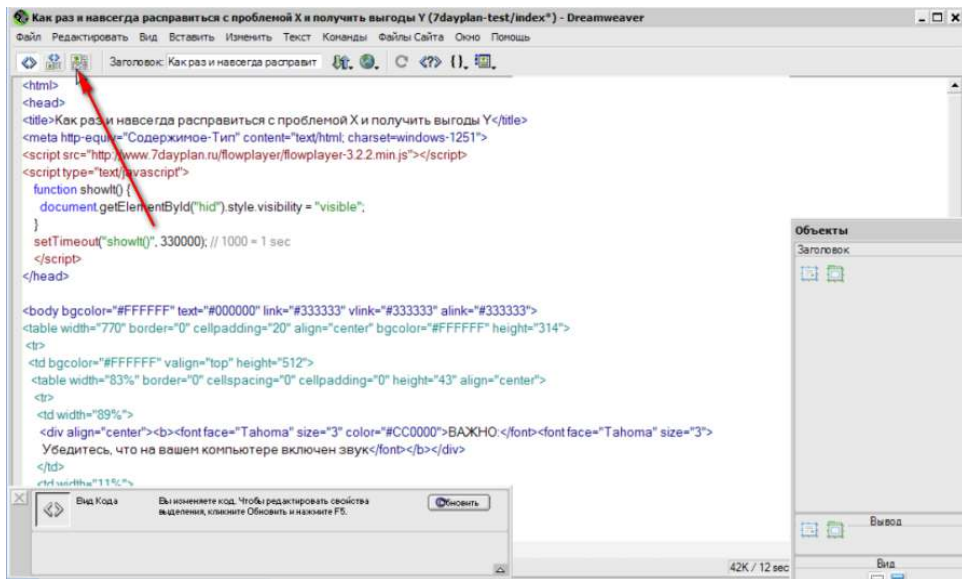 Как раз и навсегда расправиться с проблемой X и получить выгоды Y (7dayplan-test/index*) - Dreamweaver
Файл Редактировать Вид Вставить Изменить Текст Команды Файлы Сайта Окно Помощь
Заголовок: Как раз и навсегда расправит
<html>
<head>
<title>Как раз и навсегда расправиться с проблемой X и получить выгоды Y</title>
<meta http-equiv="Содержимое-Тип" content="text/html; charset=windows-1251">
<script src="http://www.7dayplan.ru/flowplayer/flowplayer-3.2.2.min.js"></script>
<script type="text/javascript">
function showIt() {
document.getElementById("hid").style.visibility = "visible";
}
setTimeout("showIt()", 330000); // 1000 = 1 sec
</script>
</head>
<body bgcolor="#FFFFFF" text="#000000" link="#333333" vlink="#333333" alink="#333333">
<table width="770" border="0" cellpadding="20" align="center" bgcolor="#FFFFFF" height="314">
<tr>
<td bgcolor="#FFFFFF" valign="top" height="512">
<table width="83%" border="0" cellspacing="0" cellpadding="0" height="43" align="center">
<tr>
<td width="89%">
<div align="center"><b><font face="Tahoma" size="3" color="#CC0000">ВАЖНО:</font><font face="Tahoma" size="3">
Убедитесь, что на вашем компьютере включен звук</font></b></div>
</td>
<td width="11%">
Вид Кода
Вы изменяете код. Чтобы редактировать свойства
выделения, кликните Обновить и нажмите F5.
Обновить
42K / 12 sec
Объекты
Заголовок
Вывод
Вид